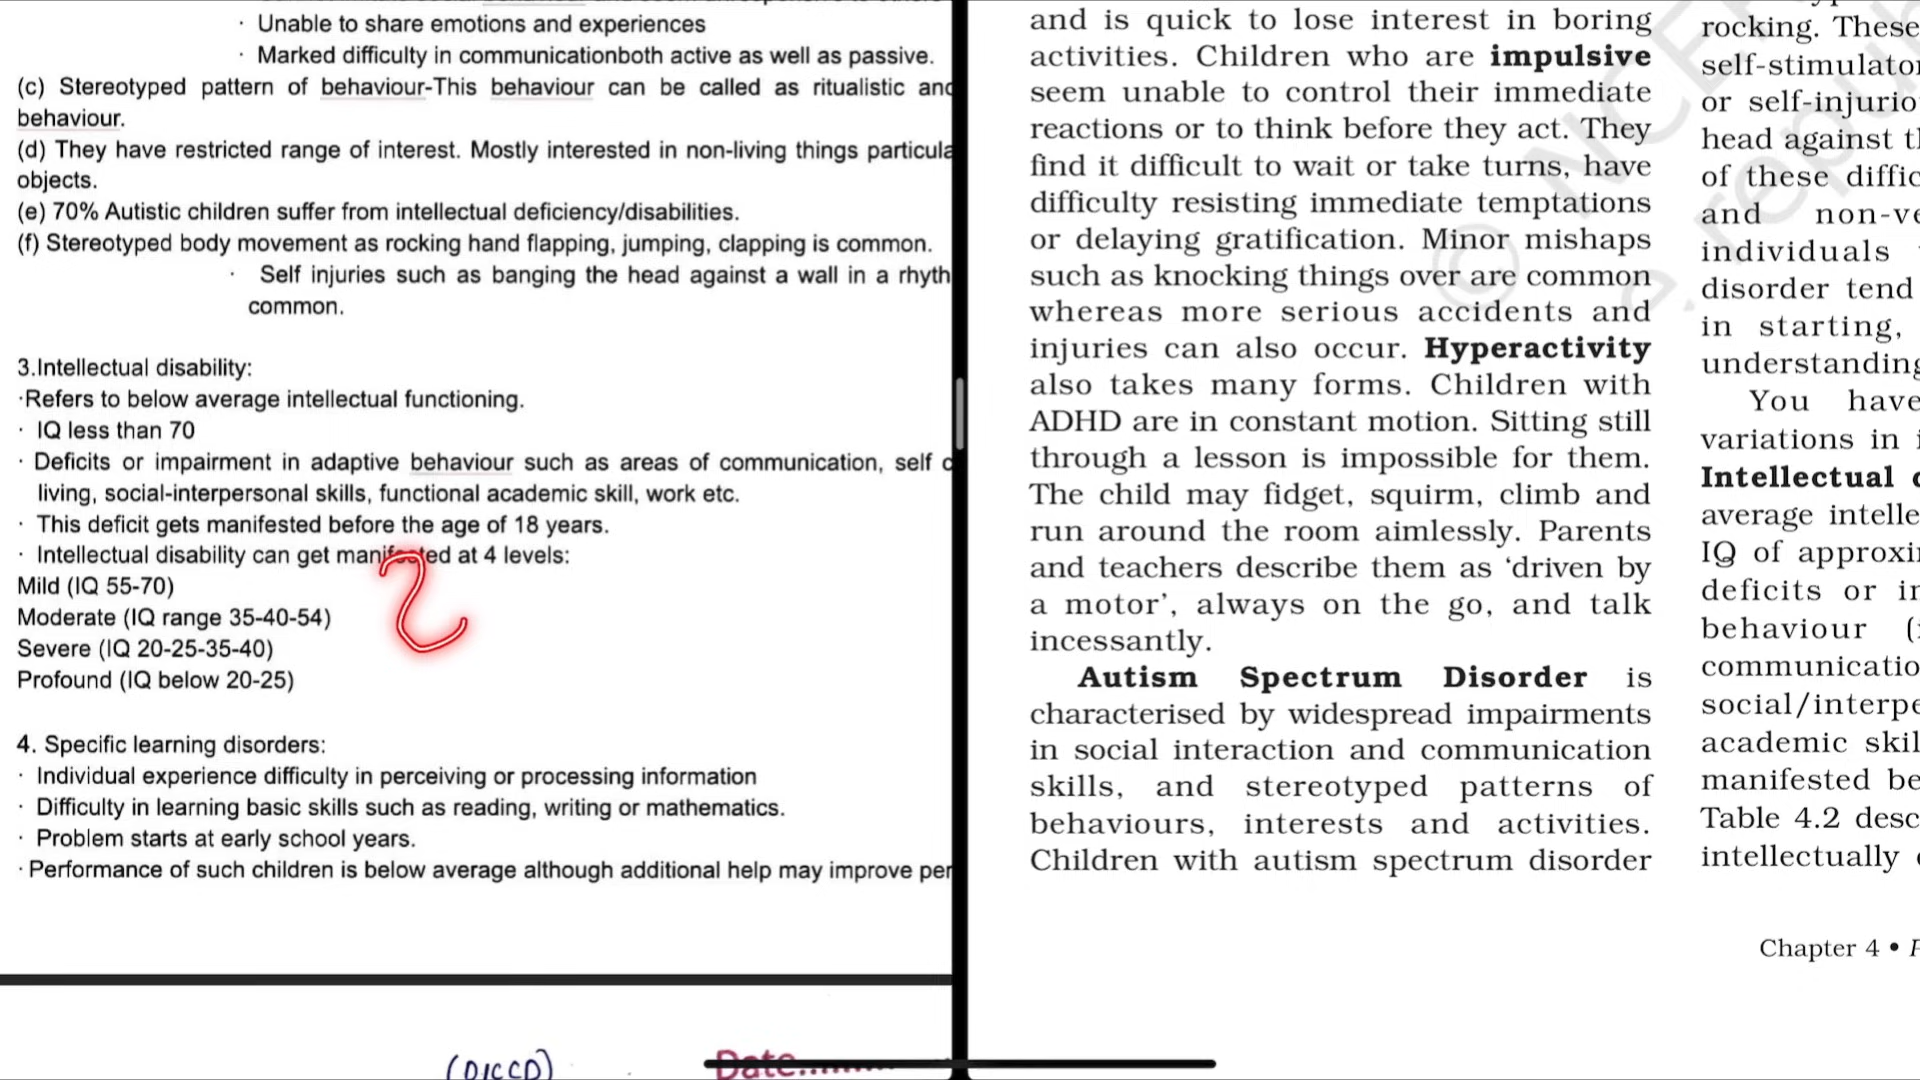 · Unable to share emotions and experiences
· Marked difficulty in communicationboth active as well as passive.
(c) Stereotyped pattern of behaviour-This behaviour can be called as ritualistic and
behaviour.
(d) They have restricted range of interest. Mostly interested in non-living things particula
objects.
(e) 70% Autistic children suffer from intellectual deficiency/disabilities.
(f) Stereotyped body movement as rocking hand flapping, jumping, clapping is common.
· Self injuries such as banging the head against a wall in a rhyth
common.
3.Intellectual disability:
·Refers to below average intellectual functioning.
· IQ less than 70
· Deficits or impairment in adaptive behaviour such as areas of communication, self
living, social-interpersonal skills, functional academic skill, work etc.
· This deficit gets manifested before the age of 18 years.
· Intellectual disability can get manifested at 4 levels:
Mild (IQ 55-70)
Moderate (IQ range 35-40-54)
Severe (IQ 20-25-35-40)
Profound (IQ below 20-25)
4. Specific learning disorders:
· Individual experience difficulty in perceiving or processing information
· Difficulty in learning basic skills such as reading, writing or mathematics.
· Problem starts at early school years.
· Performance of such children is below average although additional help may improve per
(DICCD)
Date........
and is quick to lose interest in boring
activities. Children who are impulsive
seem unable to control their immediate
reactions or to think before they act. They
find it difficult to wait or take turns, have
difficulty resisting immediate temptations
or delaying gratification. Minor mishaps
such as knocking things over are common
whereas more serious accidents and
injuries can also occur. Hyperactivity
also takes many forms. Children with
ADHD are in constant motion. Sitting still
through a lesson is impossible for them.
The child may fidget, squirm, climb and
run around the room aimlessly. Parents
and teachers describe them as ‘driven by
a motor’, always on the go, and talk
incessantly.
Autism Spectrum Disorder is
characterised by widespread impairments
in social interaction and communication
skills, and stereotyped patterns of
behaviours, interests and activities.
Children with autism spectrum disorder
rocking. These
self-stimulator
or self-injurio
head against t
of these diffic
and non-ve
individuals
disorder tend
in starting,
understanding
You have
variations in i
Intellectual
average intelle
IQ of approxi
deficits or in
behaviour (
communicatio
social/interpe
academic skil
manifested be
Table 4.2 desc
intellectually
Chapter 4 •